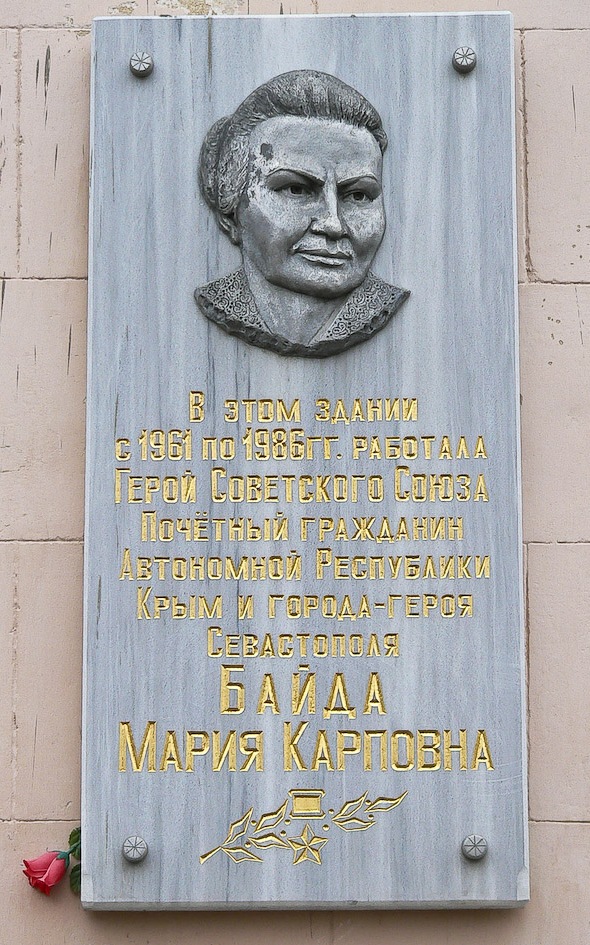 В ЭТОМ ЗДАНИИ
С 1961 ПО 1986ГГ. РАБОТАЛА
ГЕРОЙ СОВЕТСКОГО СОЮЗА
ПОЧЁТНЫЙ ГРАЖДАНИН
АВТОНОМНОЙ РЕСПУБЛИКИ
КРЫМ И ГОРОДА-ГЕРОЯ
СЕВАСТОПОЛЯ
БАЙДА
МАРИЯ КАРПОВНА